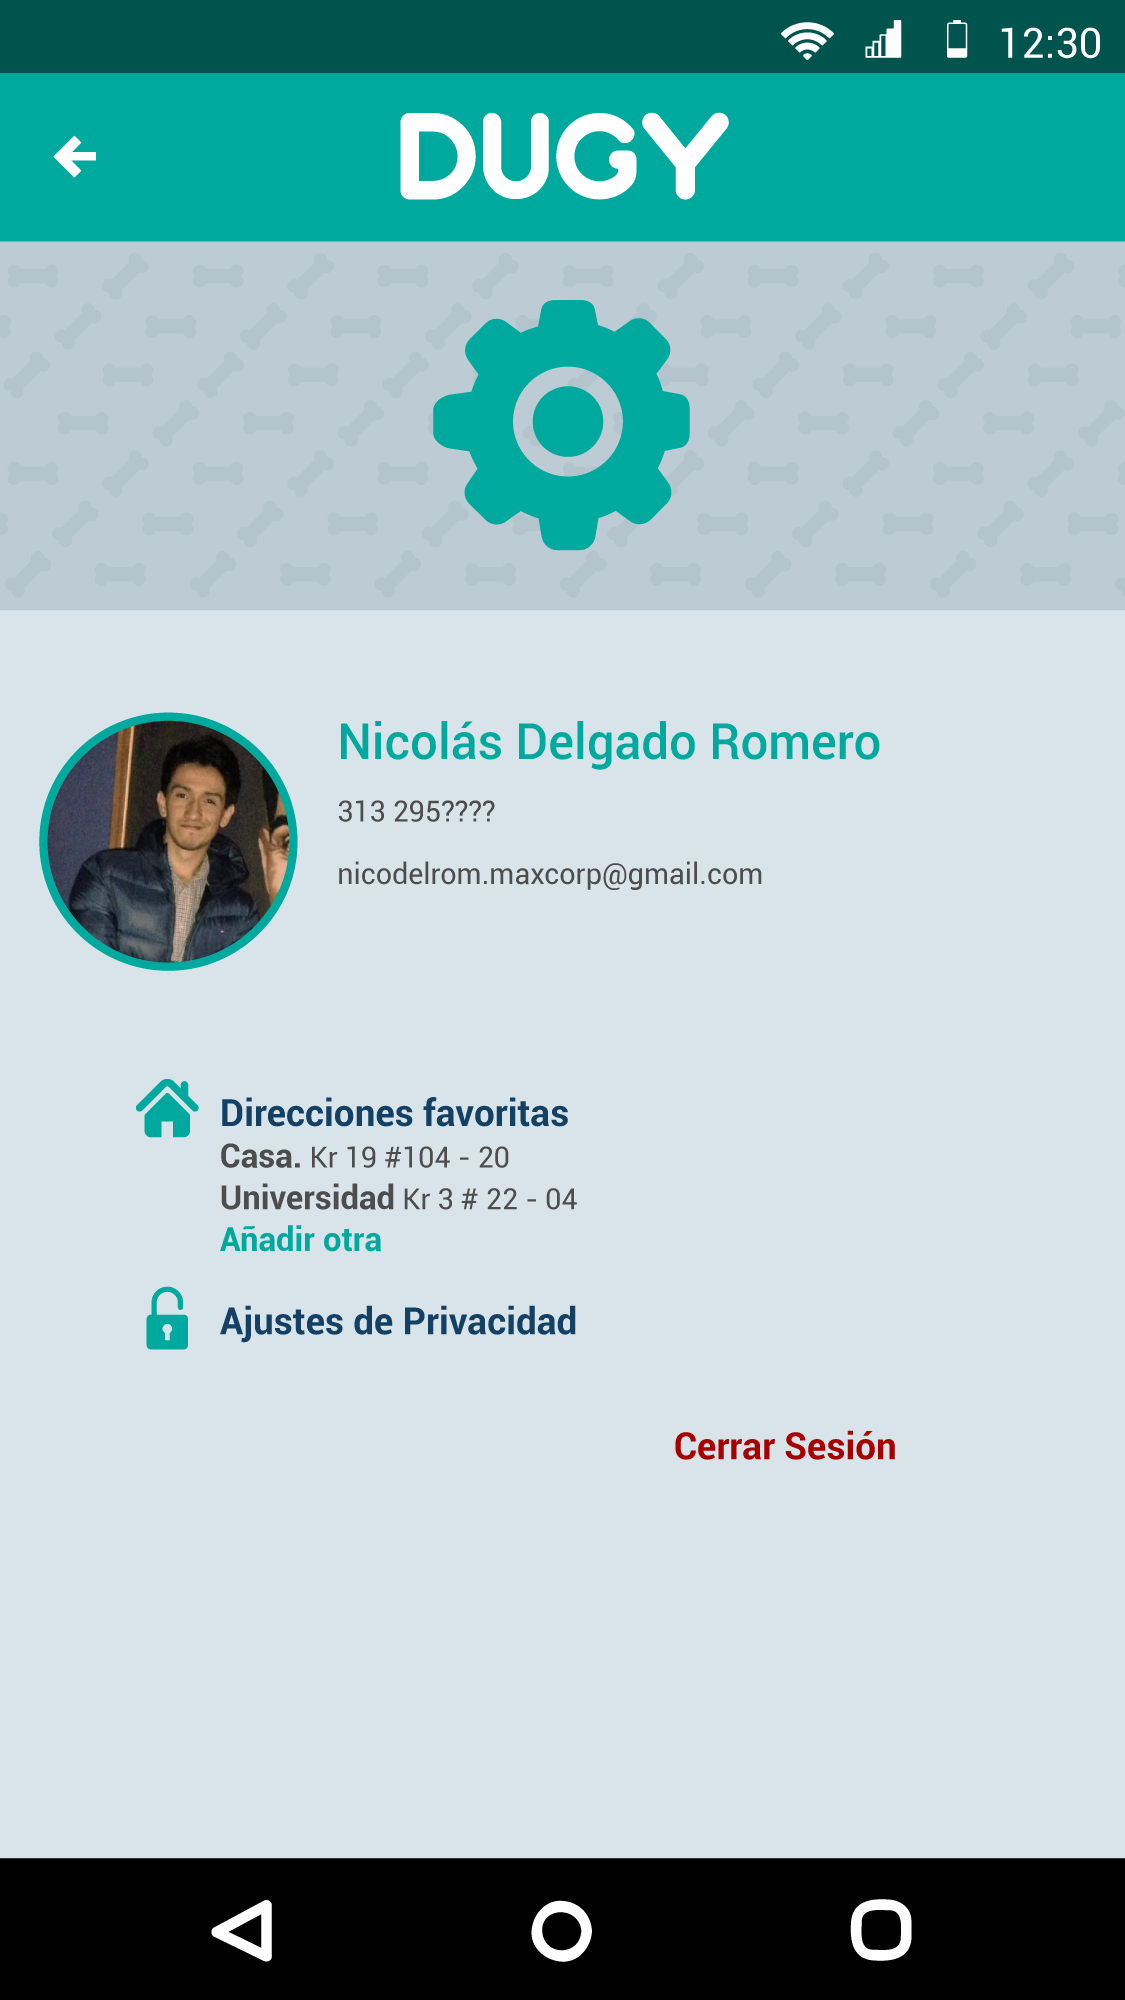 12:30
DUGY
Nicolás Delgado Romero
313 295????
nicodelrom.maxcorp@gmail.com
Direcciones favoritas
Casa. Kr 19 #104 - 20
Universidad Kr 3 # 22 - 04
Añadir otra
Ajustes de Privacidad
Cerrar Sesión